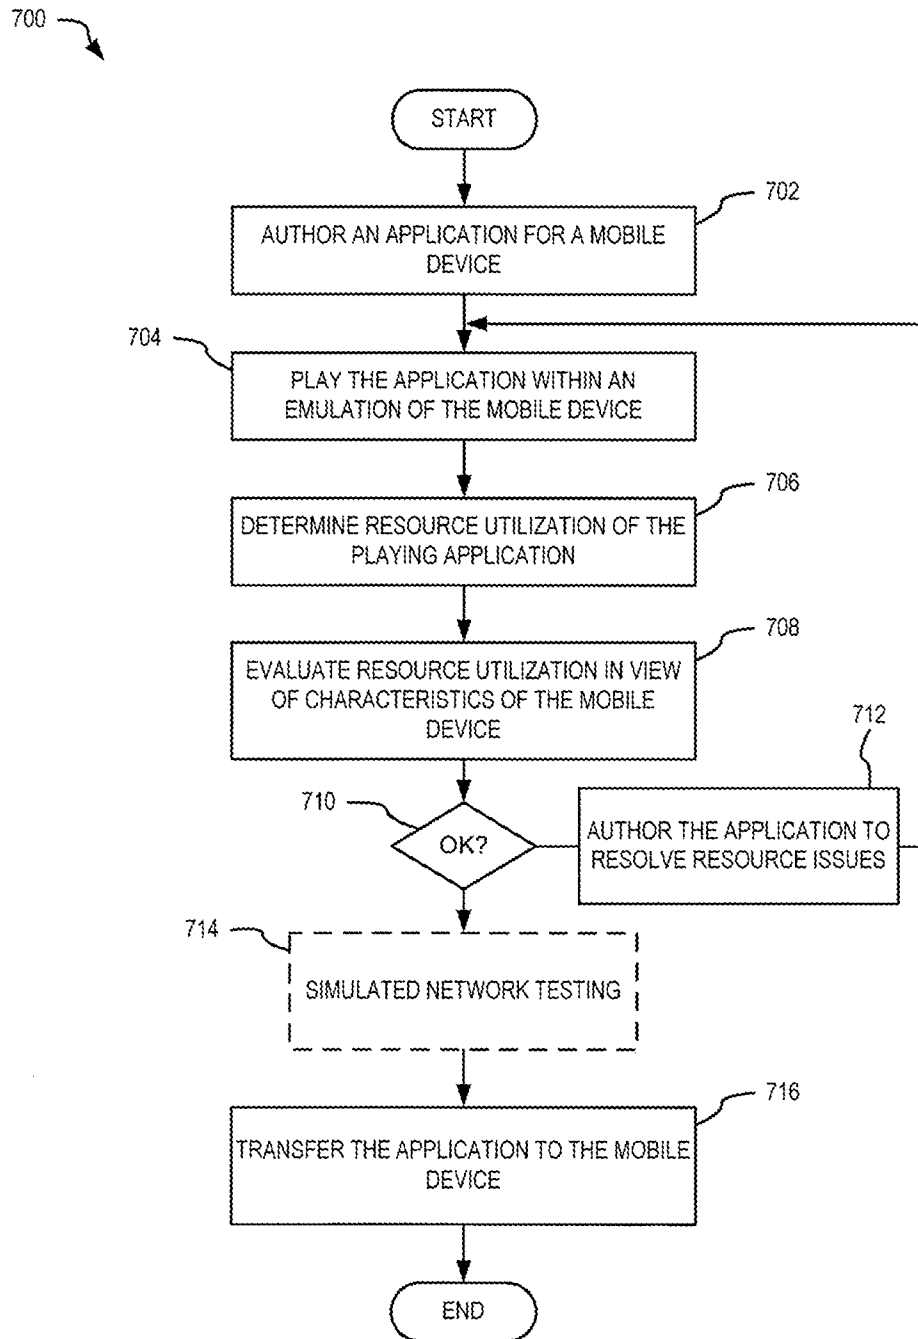 700
START
702
AUTHOR AN APPLICATION FOR A MOBILE
DEVICE
704
PLAY THE APPLICATION WITHIN AN
EMULATION OF THE MOBILE DEVICE
706
DETERMINE RESOURCE UTILIZATION OF THE
PLAYING APPLICATION
708
EVALUATE RESOURCE UTILIZATION IN VIEW
OF CHARACTERISTICS OF THE MOBILE
DEVICE
710
OK?
712
AUTHOR THE APPLICATION TO
RESOLVE RESOURCE ISSUES
714
SIMULATED NETWORK TESTING
716
TRANSFER THE APPLICATION TO THE MOBILE
DEVICE
END